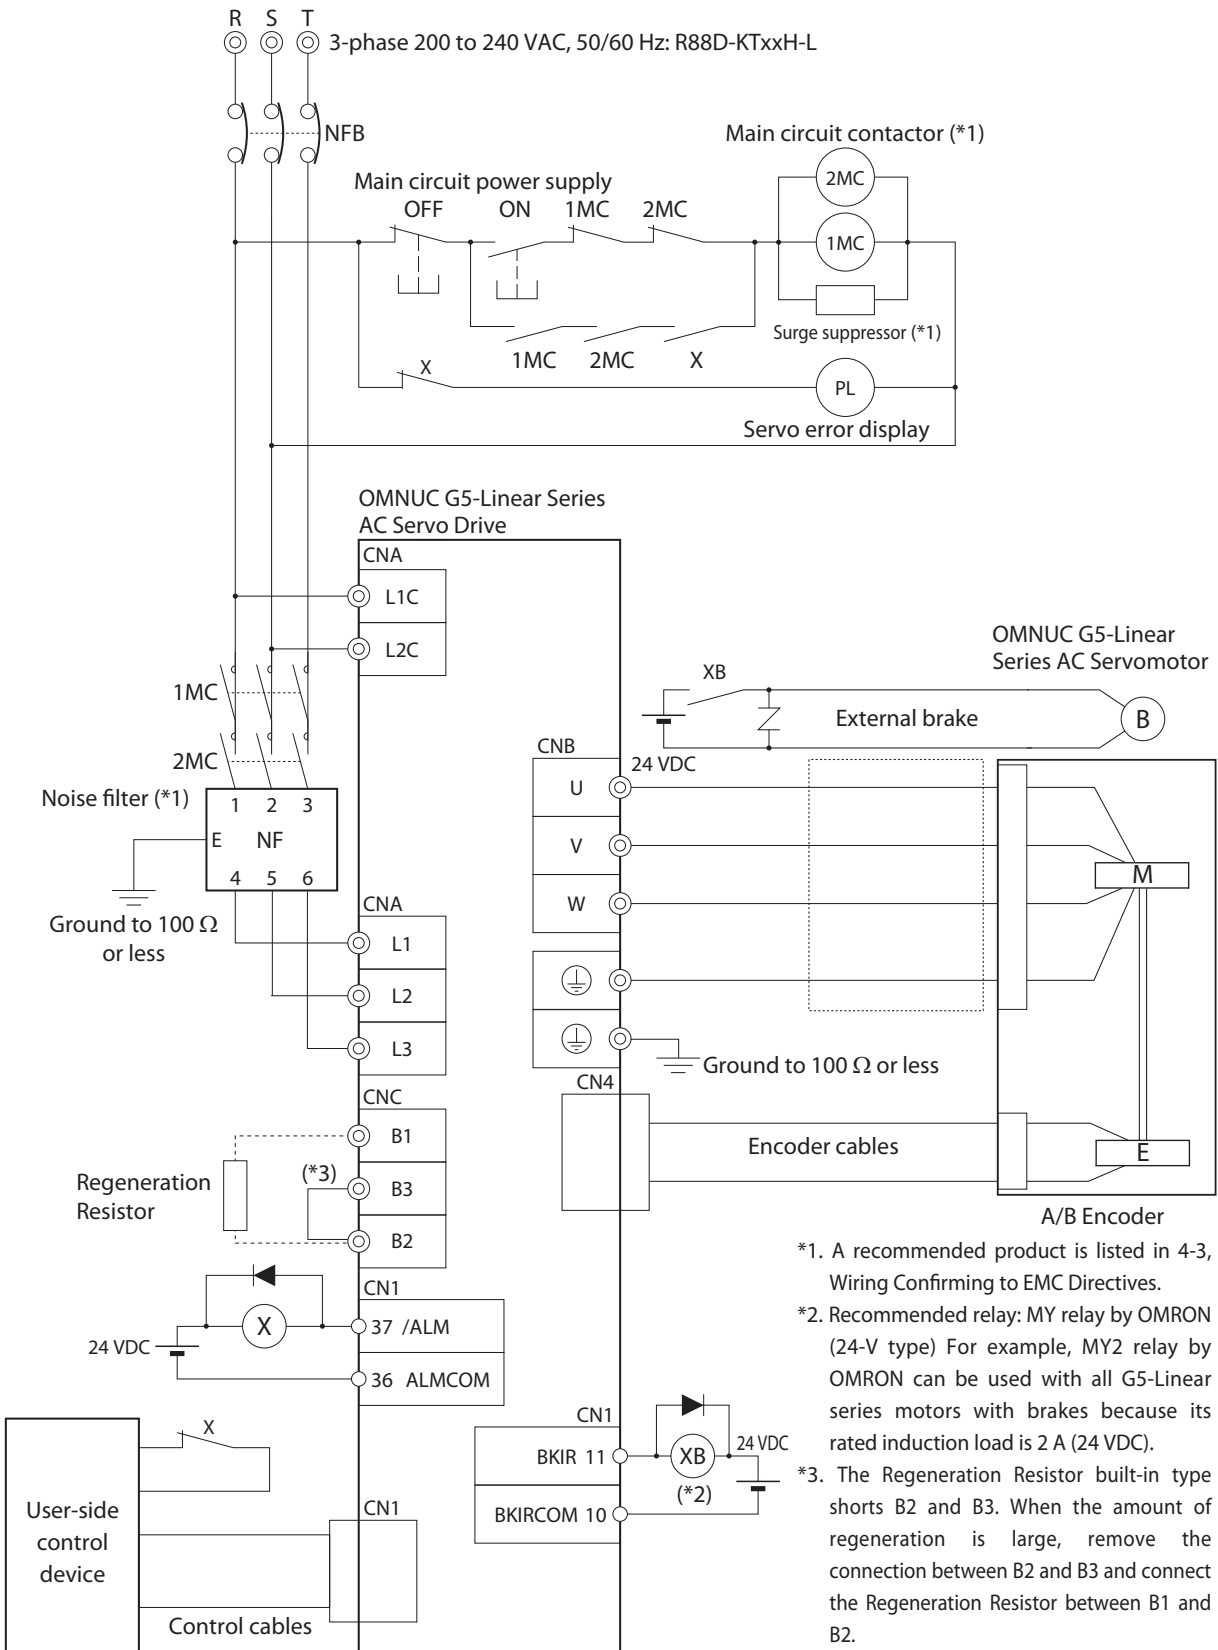 R S T
3-phase 200 to 240 VAC, 50/60 Hz: R88D-KTxxH-L
NFB
Main circuit contactor (*1)
2MC
Main circuit power supply
OFF ON 1MC 2MC
1MC
Surge suppressor (*1)
1MC 2MC X
X
PL
Servo error display
OMNUC G5-Linear Series
AC Servo Drive
CNA
L1C
L2C
OMNUC G5-Linear
Series AC Servomotor
1MC
XB
External brake
B
2MC
CNB
24 VDC
Noise filter (*1)
1 2 3
E NF
4 5 6
Ground to 100 Ω
or less
U
V
W
M
CNA
L1
L2
L3
Ground to 100 Ω or less
CN4
CNC
B1
(*3)
B3
B2
Regeneration
Resistor
Encoder cables
E
A/B Encoder
CN1
X
37 /ALM
24 VDC
36 ALMCOM
CN1
BKIR 11
XB
24 VDC
(*2)
BKIRCOM 10
X
User-side
control
device
CN1
Control cables
*1. A recommended product is listed in 4-3,
Wiring Confirming to EMC Directives.
*2. Recommended relay: MY relay by OMRON
(24-V type) For example, MY2 relay by
OMRON can be used with all G5-Linear
series motors with brakes because its
rated induction load is 2 A (24 VDC).
*3. The Regeneration Resistor built-in type
shorts B2 and B3. When the amount of
regeneration is large, remove the
connection between B2 and B3 and connect
the Regeneration Resistor between B1 and
B2.